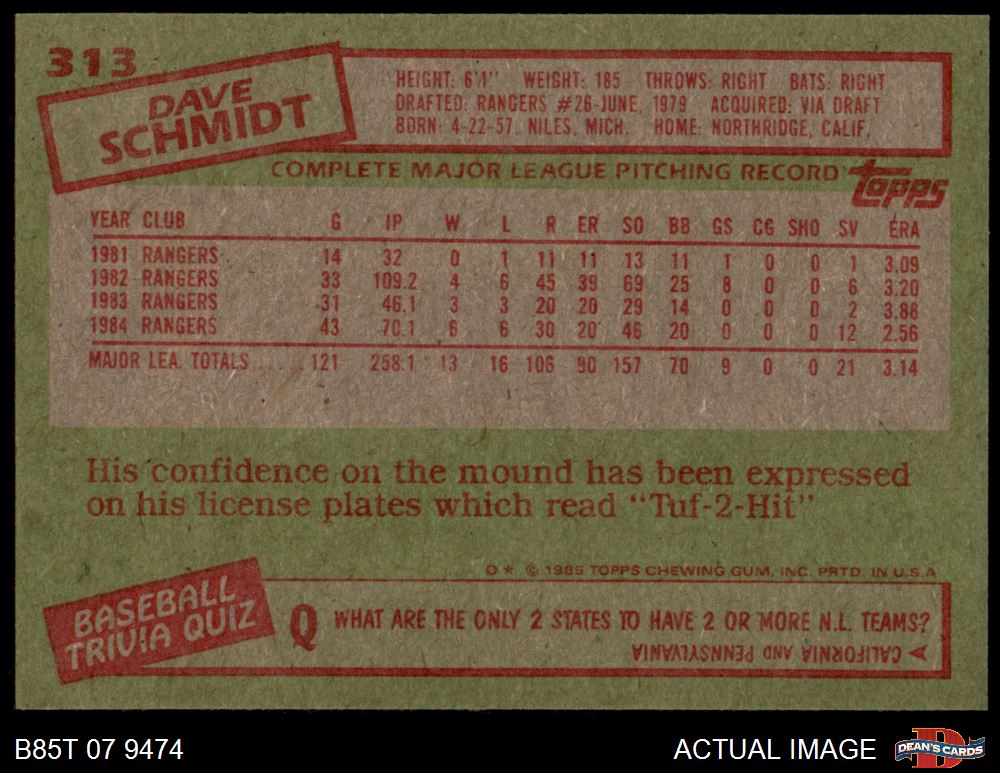 313
DAVE
SCHMIDT
HEIGHT: 6'1" WEIGHT: 185 THROWS: RIGHT BATS: RIGHT
DRAFTED: RANGERS #26-JUNE, 1979 ACQUIRED: VIA DRAFT
BORN: 4-22-57, NILES, MICH. HOME: NORTHRIDGE, CALIF.
COMPLETE MAJOR LEAGUE PITCHING RECORD Topps
YEAR CLUB G IP W L R ER SO BB GS CG SHO SV ERA
1981 RANGERS 14 32 0 1 11 11 13 11 1 0 0 1 3.09
1982 RANGERS 33 109.2 4 6 45 39 69 25 8 0 0 6 3.20
1983 RANGERS 31 46.1 3 3 20 20 29 14 0 0 0 2 3.88
1984 RANGERS 43 70.1 6 6 30 20 46 20 0 0 0 12 2.56
MAJOR LEA. TOTALS ..... 121 258.1 13 16 106 90 157 70 9 0 0 21 3.14
His confidence on the mound has been expressed
on his license plates which read "Tuf-2-Hit"
D* © 1985 TOPPS CHEWING GUM, INC. PRTD. IN U.S.A
BASEBALL
TRIVIA QUIZ
Q WHAT ARE THE ONLY 2 STATES TO HAVE 2 OR MORE N.L. TEAMS?
A CALIFORNIA AND PENNSYLVANIA
B85T 07 9474 ACTUAL IMAGE DEAN'S CARDS